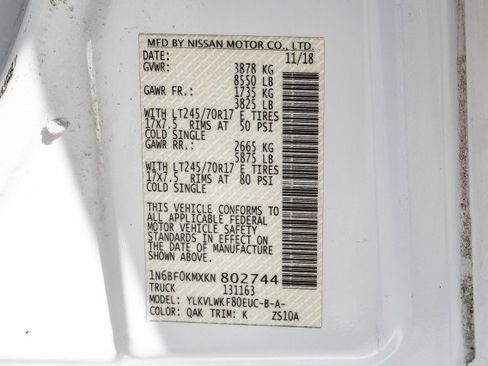 MFD BY NISSAN MOTOR CO., LTD.
DATE: 11/18
GVWR: 3878 KG
8550 LB
GAWR FR.: 1735 KG
3825 LB
WITH LT245/70R17 E TIRES
17X7.5 RIMS AT 50 PSI
COLD SINGLE
GAWR RR.: 2665 KG
5875 LB
WITH LT245/70R17 E TIRES
17X7.5 RIMS AT 80 PSI
COLD SINGLE
THIS VEHICLE CONFORMS TO
ALL APPLICABLE FEDERAL
MOTOR VEHICLE SAFETY
STANDARDS IN EFFECT ON
THE DATE OF MANUFACTURE
SHOWN ABOVE.
1N6BF0KMXKN 802744
TRUCK 131163
MODEL: YLKVLWKF80EUC-B-A-
COLOR: QAK TRIM: K ZS10A